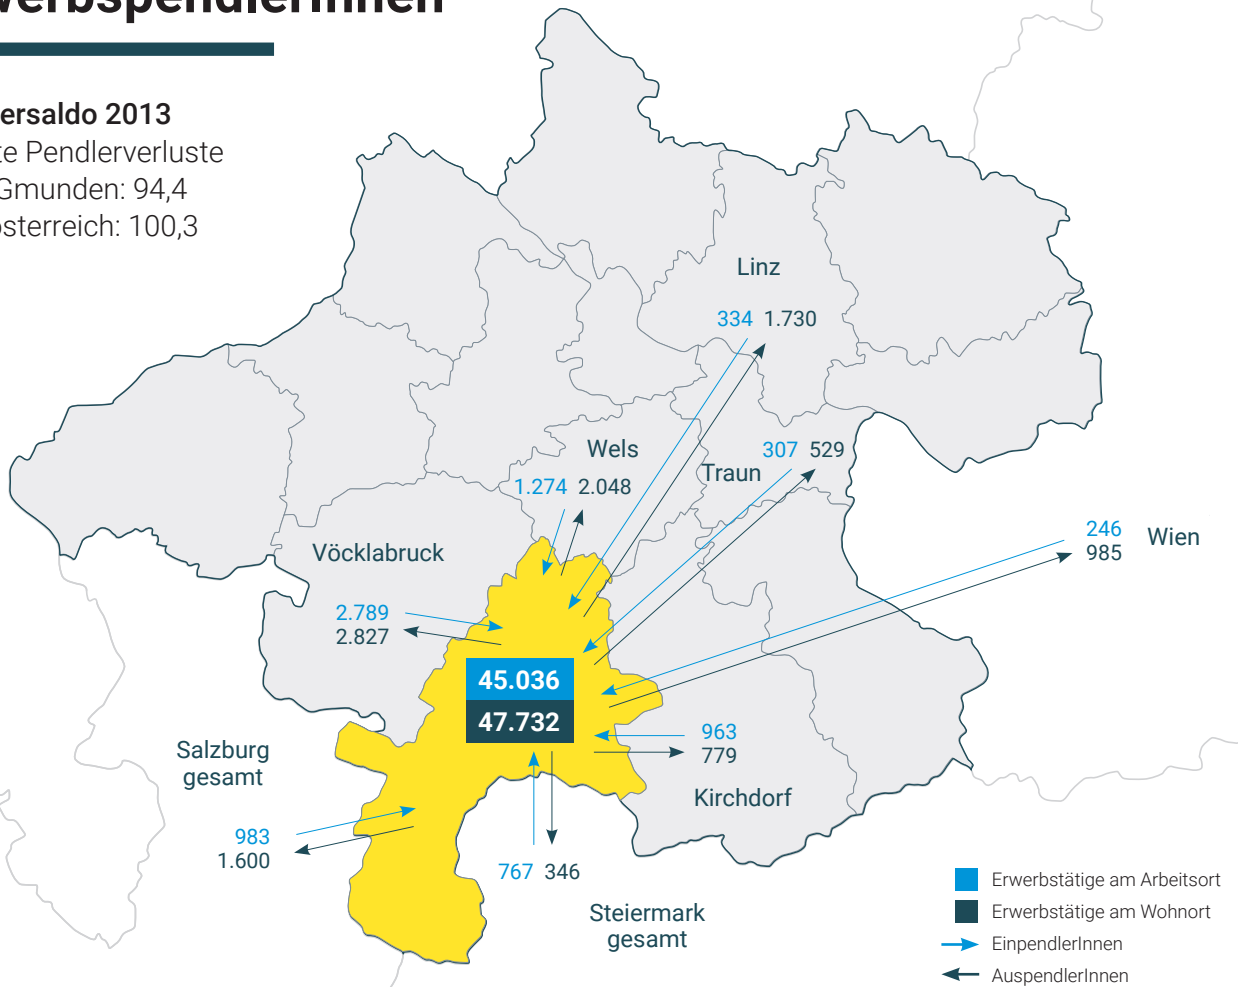 ersaldo 2013
te Pendlerverluste
Gmunden: 94,4
österreich: 100,3
Linz
334 1.730
Wels
1.274 2.048
307 529
Traun
246
985
Wien
Vöcklabruck
2.789
2.827
45.036
47.732
963
779
Kirchdorf
Salzburg
gesamt
983
1.600
767 346
Steiermark
gesamt
Erwerbstätige am Arbeitsort
Erwerbstätige am Wohnort
EinpendlerInnen
AuspendlerInnen